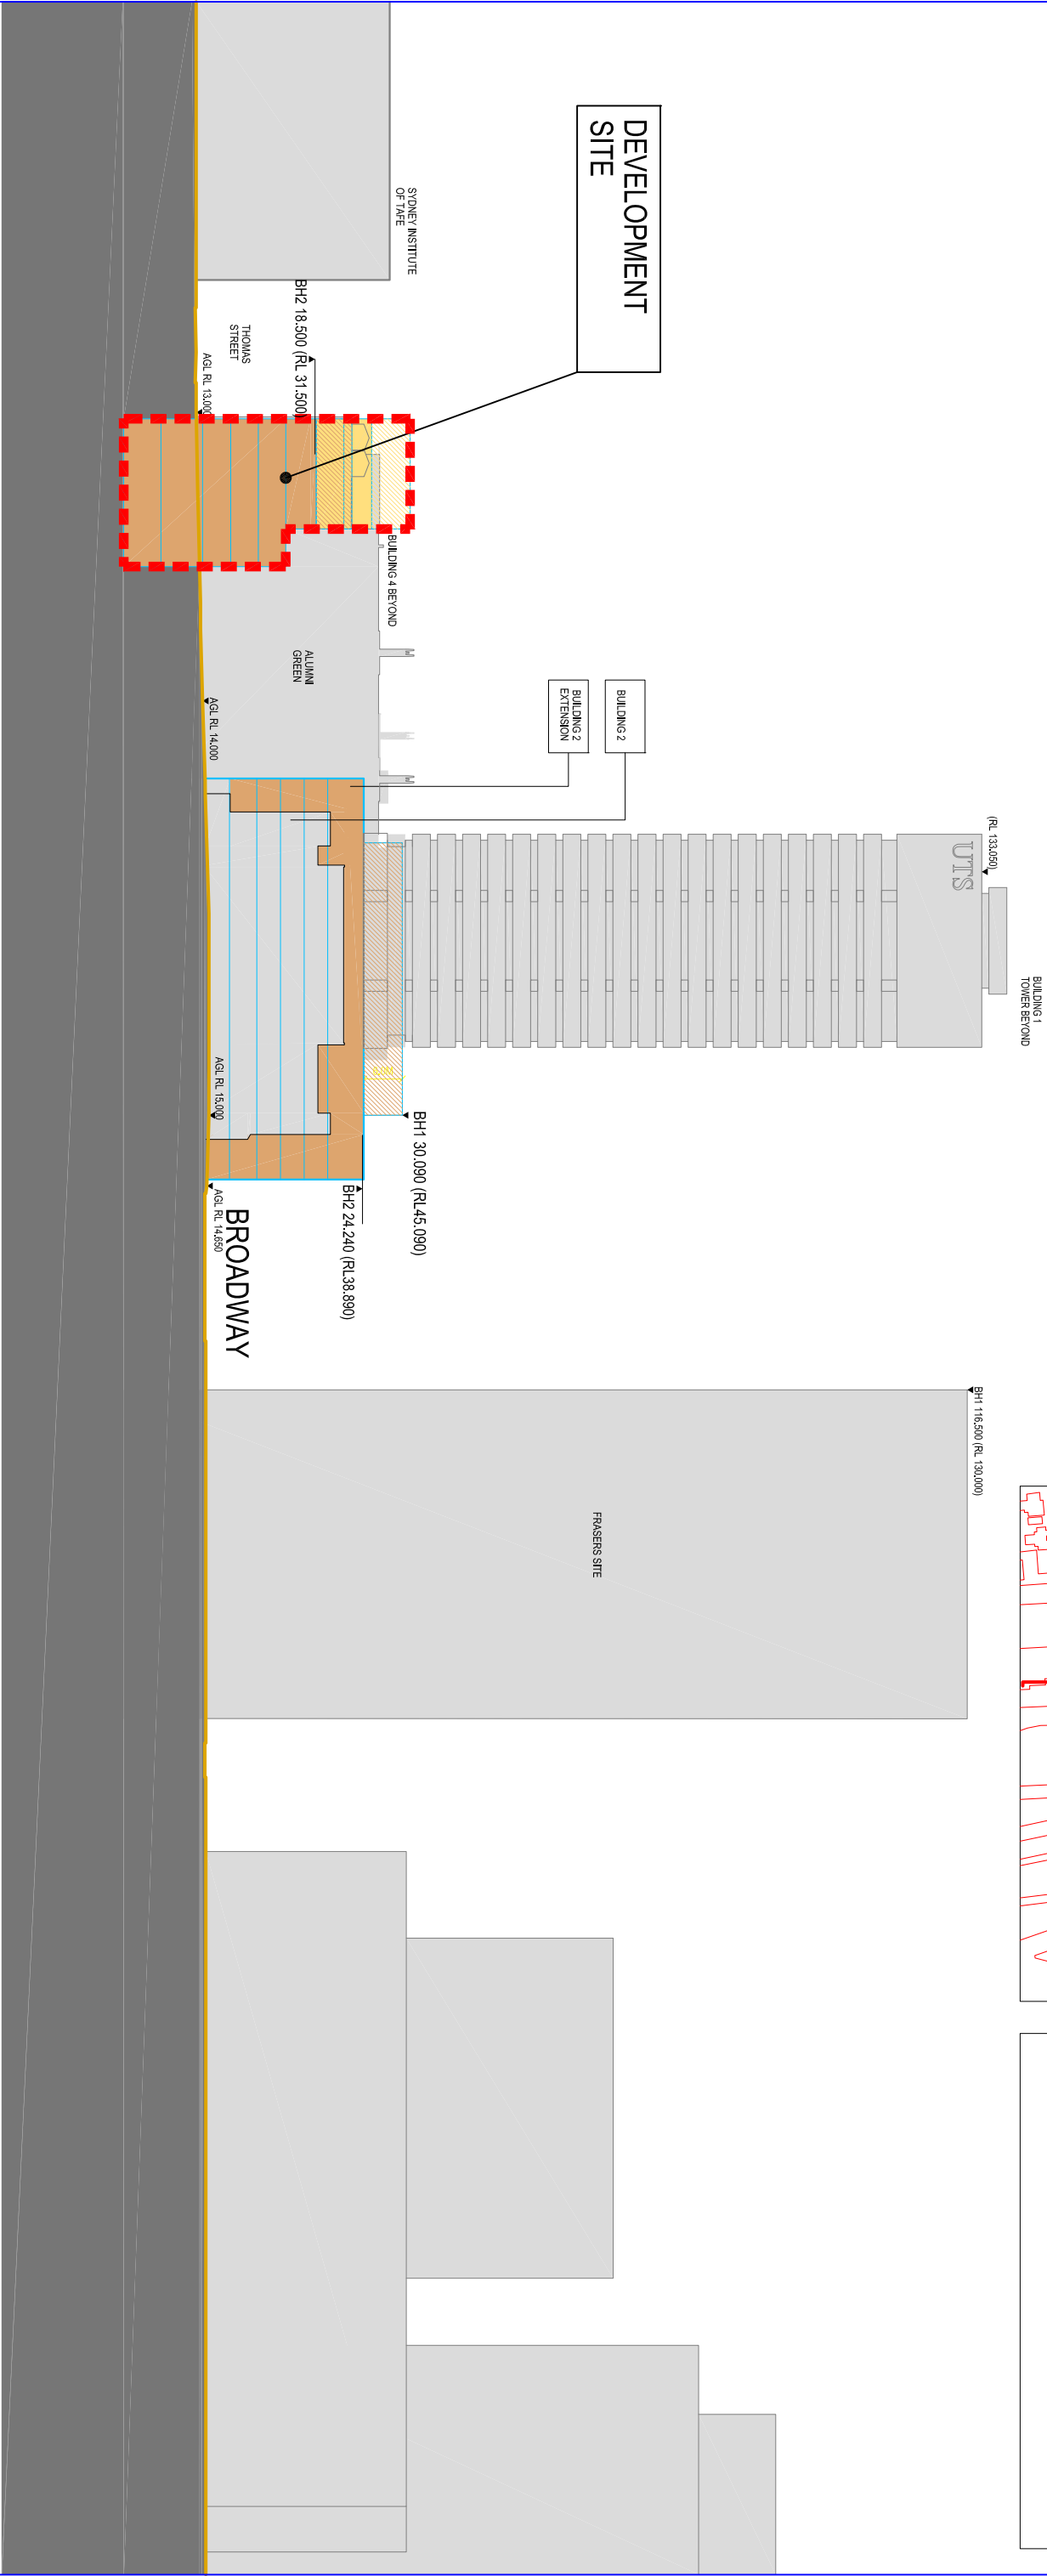 DEVELOPMENT
SITE
SYDNEY INSTITUTE
OF TAFE
THOMAS
STREET
AGL RL 13.000
BH2 18.500 (RL 31.500)
BUILDING 4 BEYOND
ALUMNI
GREEN
AGL RL 14.000
BUILDING 2
BUILDING 2
EXTENSION
(RL 133.050)
UTS
BUILDING 1
TOWER BEYOND
AGL RL 15.000
BH1 30.090 (RL45.090)
BH2 24.240 (RL38.890)
AGL RL 14.650
BROADWAY
BH1 116.500 (RL 130.000)
FRASERS SITE